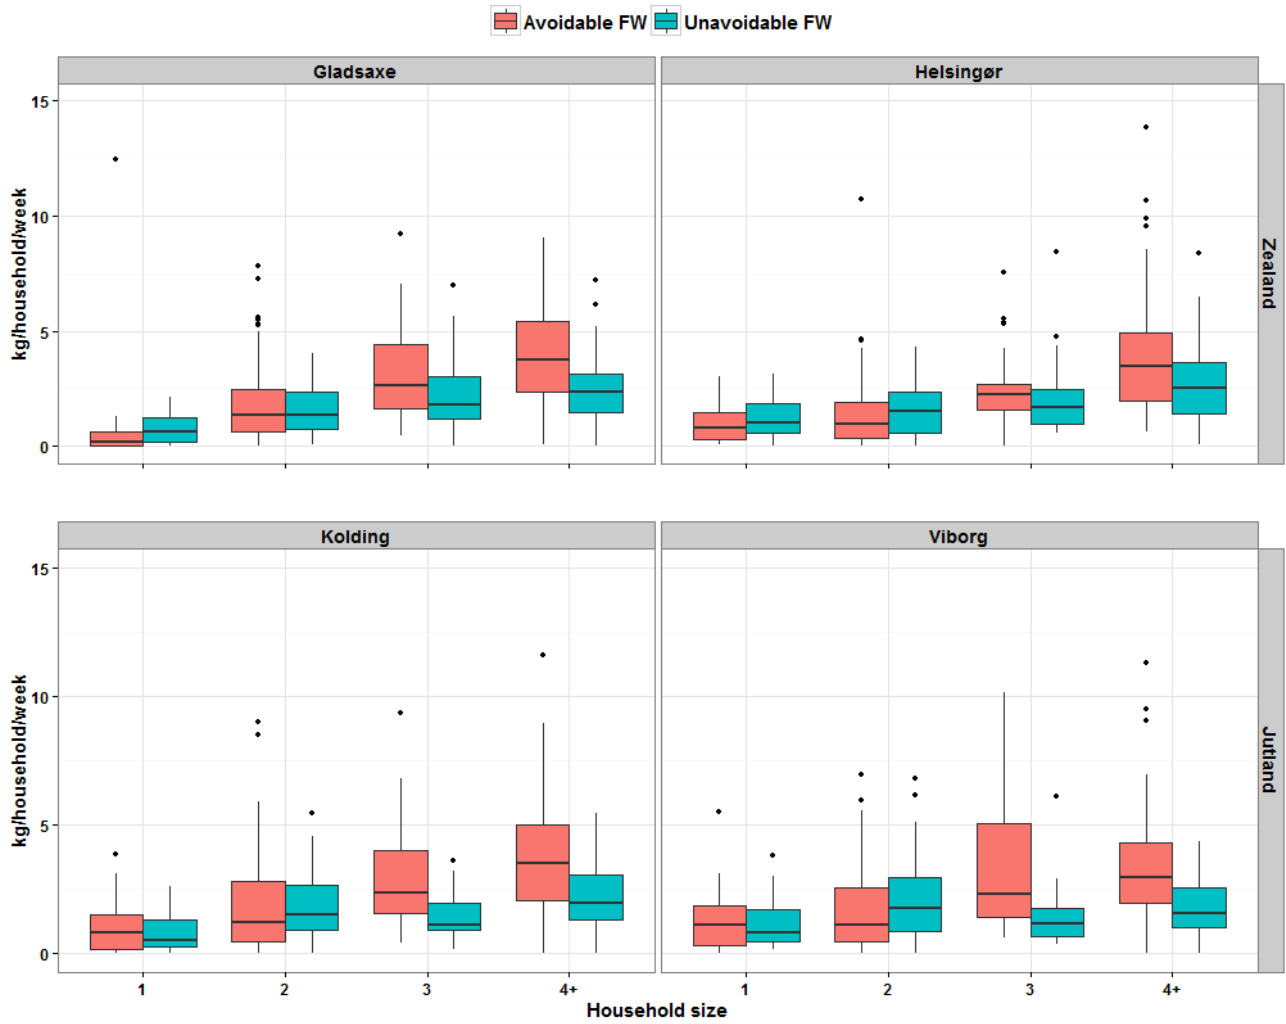 Avoidable FW Unavoidable FW
Gladsaxe Helsingør
15
10
5
0
kg/household/week
Zealand
Kolding Viborg
15
10
5
0
kg/household/week
Jutland
1 2 3 4+ 1 2 3 4+
Household size